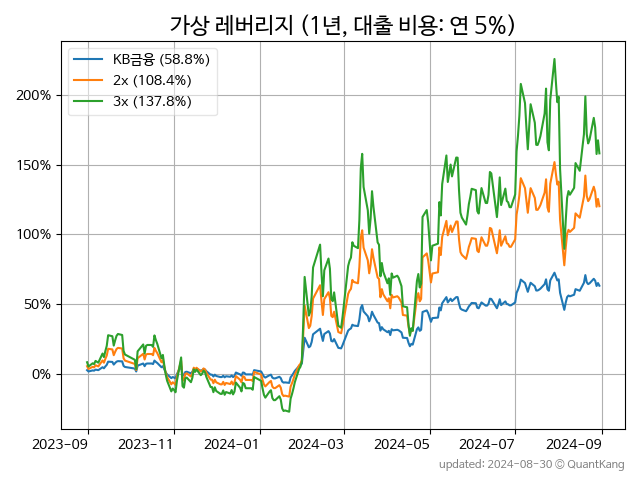 가상 레버리지 (1년, 대출 비용: 연 5%)
KB금융 (58.8%)
2x (108.4%)
3x (137.8%)
200%
150%
100%
50%
0%
2023-09 2023-11 2024-01 2024-03 2024-05 2024-07 2024-09
updated: 2024-08-30 © QuantKang